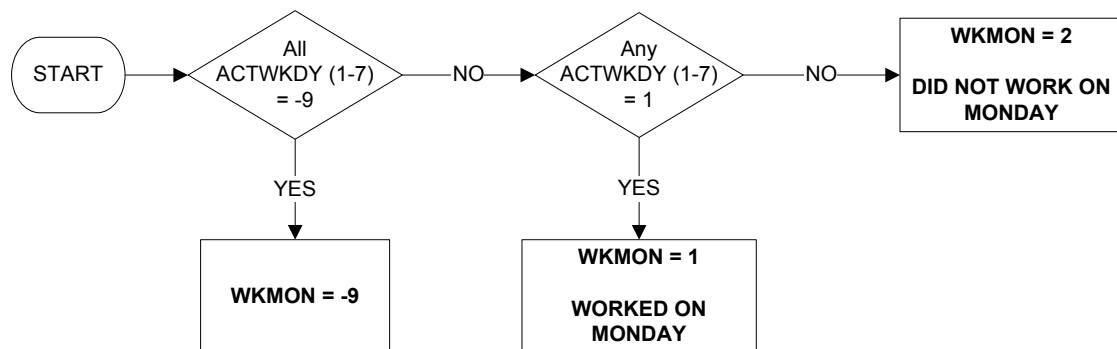 START
All
ACTWKDY (1-7)
= -9
NO
Any
ACTWKDY (1-7)
= 1
NO
WKMON = 2
DID NOT WORK ON
MONDAY
YES
YES
WKMON = -9
WKMON = 1
WORKED ON
MONDAY